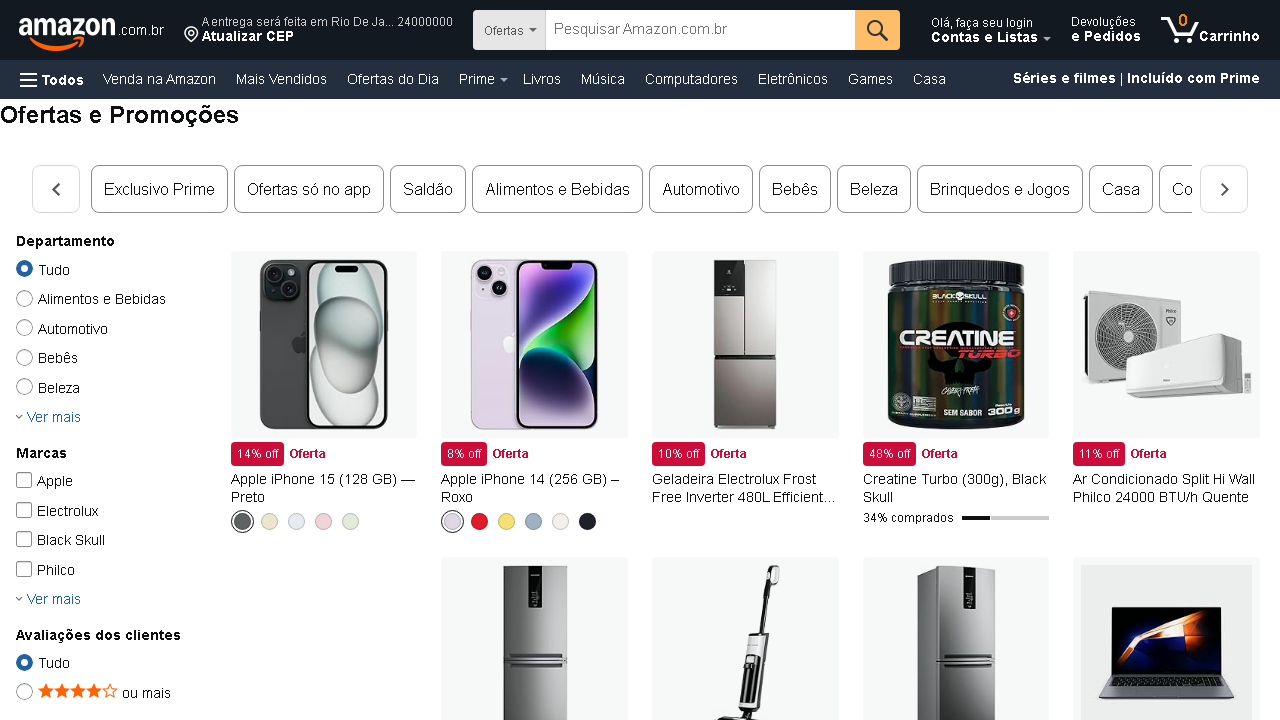 amazon.com.br
A entrega será feita em Rio De Ja... 24000000
Atualizar CEP
Ofertas
Pesquisar Amazon.com.br
Olá, faça seu login
Contas e Listas
Devoluções
e Pedidos
0
Carrinho
Todos
Venda na Amazon
Mais Vendidos
Ofertas do Dia
Prime
Livros
Música
Computadores
Eletrônicos
Games
Casa
Séries e filmes | Incluído com Prime
Ofertas e Promoções
Exclusivo Prime
Ofertas só no app
Saldão
Alimentos e Bebidas
Automotivo
Bebês
Beleza
Brinquedos e Jogos
Casa
Co
Departamento
Tudo
Alimentos e Bebidas
Automotivo
Bebês
Beleza
Ver mais
Marcas
Apple
Electrolux
Black Skull
Philco
Ver mais
Avaliações dos clientes
Tudo
ou mais
14% off Oferta
Apple iPhone 15 (128 GB) —
Preto
8% off Oferta
Apple iPhone 14 (256 GB) –
Roxo
10% off Oferta
Geladeira Electrolux Frost
Free Inverter 480L Efficient...
BLACK SKULL
CREATINE
TURBO
SEM SABOR
300g
48% off Oferta
Creatine Turbo (300g), Black
Skull
34% comprados
11% off Oferta
Ar Condicionado Split Hi Wall
Philco 24000 BTU/h Quente